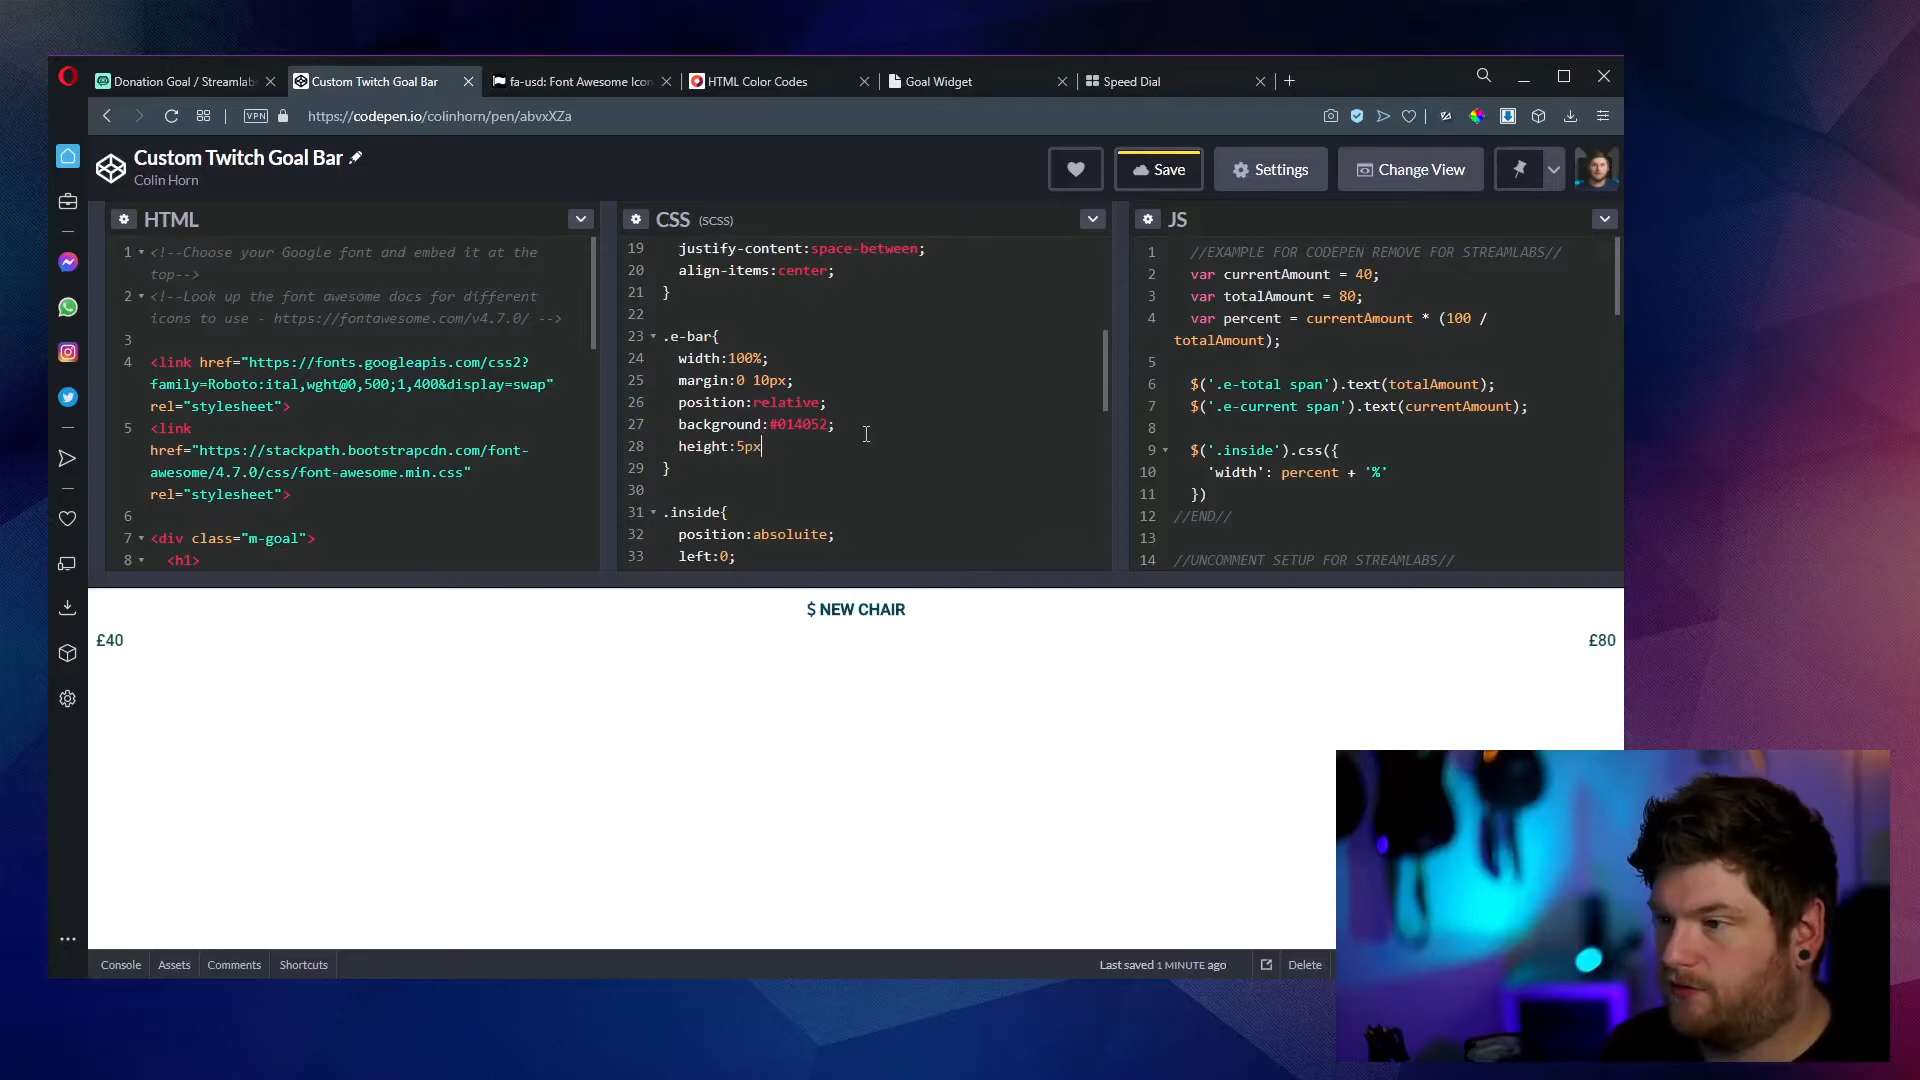 Donation Goal / Streamlabs
Custom Twitch Goal Bar
fa-usd: Font Awesome Icon
HTML Color Codes
Goal Widget
Speed Dial
VPN
https://codepen.io/colinhorn/pen/abvxXZa
Custom Twitch Goal Bar
Colin Horn
Save
Settings
Change View
HTML
1 <!--Choose your Google font and embed it at the
top-->
2 <!--Look up the font awesome docs for different
icons to use - https://fontawesome.com/v4.7.0/ -->
3
4 <link href="https://fonts.googleapis.com/css2?
family=Roboto:ital,wght@0,500;1,400&display=swap"
rel="stylesheet">
5 <link
href="https://stackpath.bootstrapcdn.com/font-
awesome/4.7.0/css/font-awesome.min.css"
rel="stylesheet">
6
7 <div class="m-goal">
8 <h1>
CSS (SCSS)
19 justify-content:space-between;
20 align-items:center;
21 }
22
23 .e-bar{
24 width:100%;
25 margin:0 10px;
26 position:relative;
27 background:#014052;
28 height:5px
29 }
30
31 .inside{
32 position:absoluite;
33 left:0;
JS
1 //EXAMPLE FOR CODEPEN REMOVE FOR STREAMLABS//
2 var currentAmount = 40;
3 var totalAmount = 80;
4 var percent = currentAmount * (100 /
totalAmount);
5
6 $('.e-total span').text(totalAmount);
7 $('.e-current span').text(currentAmount);
8
9 $('.inside').css({
10 'width': percent + '%'
11 })
12 //END//
13
14 //UNCOMMENT SETUP FOR STREAMLABS//
$ NEW CHAIR
£40
£80
Console
Assets
Comments
Shortcuts
Last saved 1 MINUTE ago
Delete